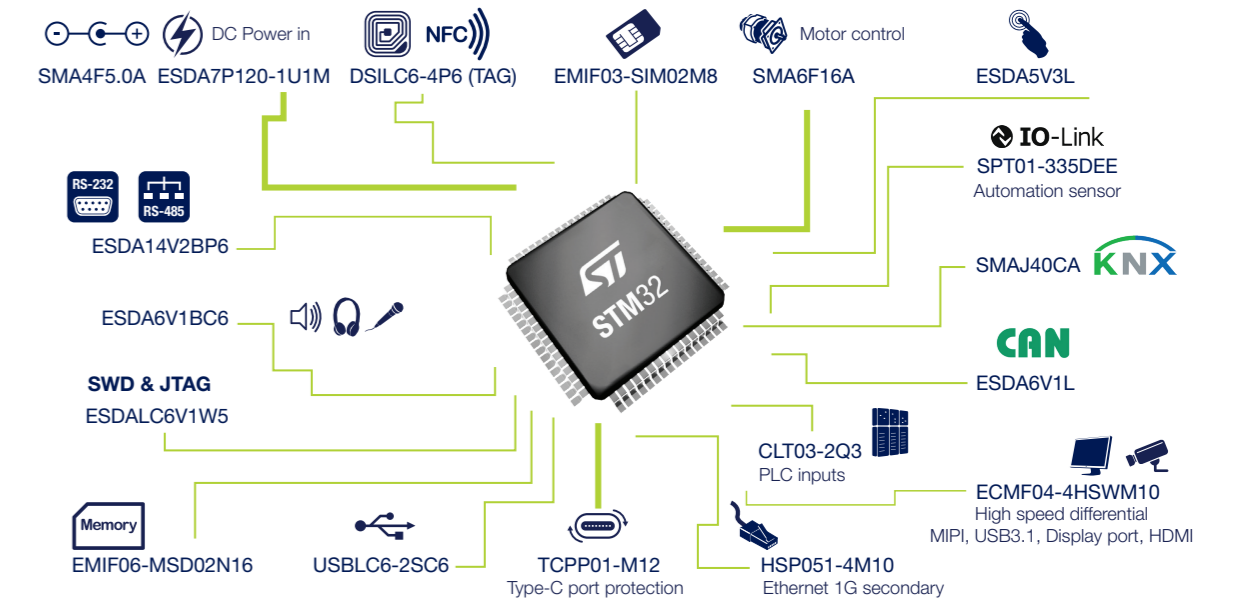 DC Power in
NFC
Motor control
SMA4F5.0A
ESDA7P120-1U1M
DSILC6-4P6 (TAG)
EMIF03-SIM02M8
SMA6F16A
ESDA5V3L
IO-Link
SPT01-335DEE
Automation sensor
RS-232
RS-485
ESDA14V2BP6
SMAJ40CA
KNX
ST
STM32
ESDA6V1BC6
CAN
ESDA6V1L
SWD & JTAG
ESDALC6V1W5
CLT03-2Q3
PLC inputs
ECMF04-4HSWM10
High speed differential
MIPI, USB3.1, Display port, HDMI
Memory
EMIF06-MSD02N16
USBLC6-2SC6
TCPP01-M12
Type-C port protection
HSP051-4M10
Ethernet 1G secondary